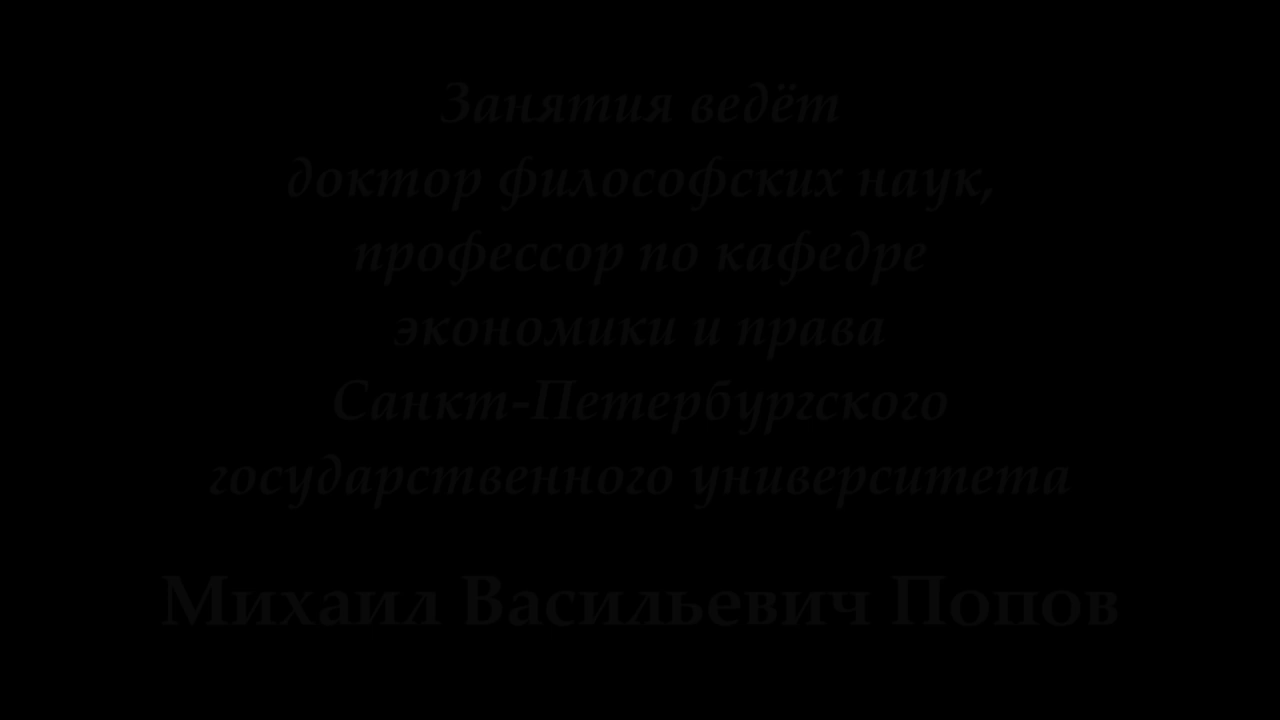 Занятия ведёт
доктор философских наук,
профессор по кафедре
экономики и права
Санкт-Петербургского
государственного университета
Михаил Васильевич Попов